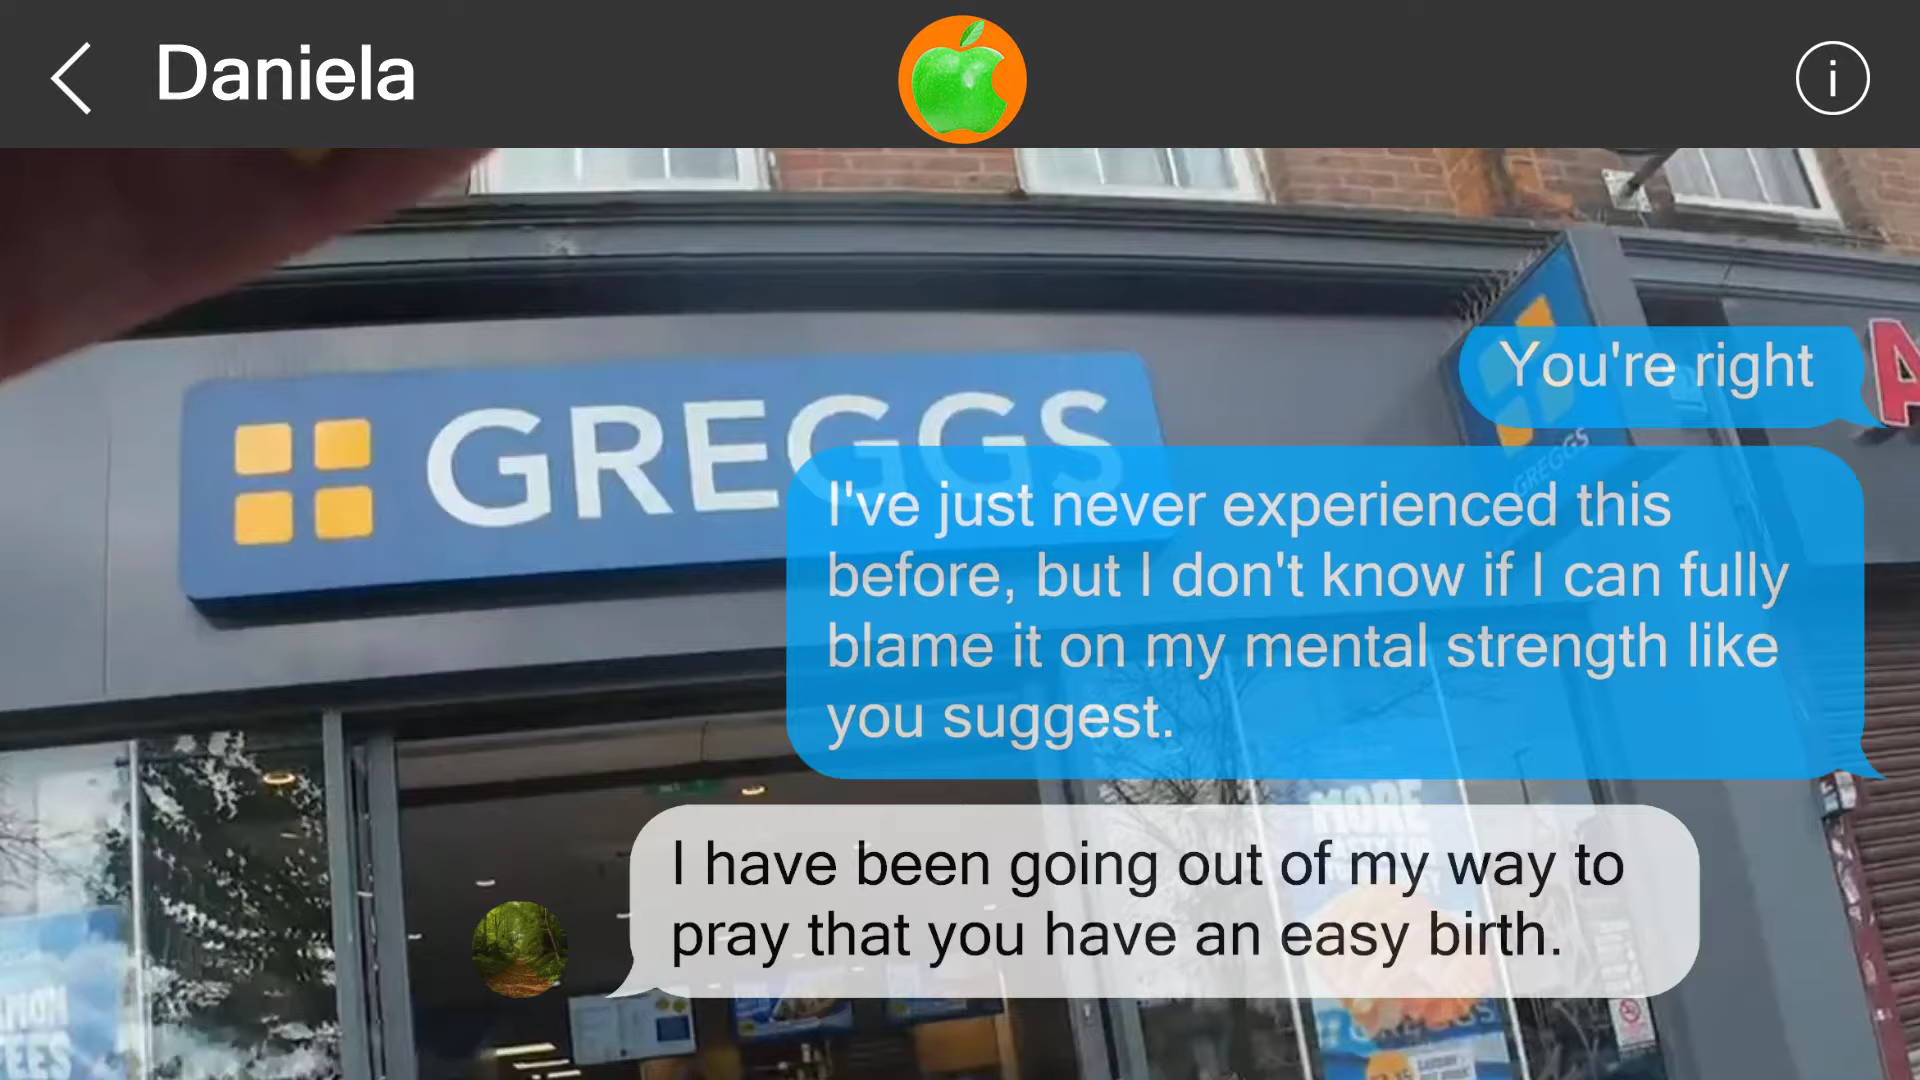 Daniela
i
GREGGS
GREGGS
A
You're right
I've just never experienced this
before, but I don't know if I can fully
blame it on my mental strength like
you suggest.
MORE
I have been going out of my way to
pray that you have an easy birth.